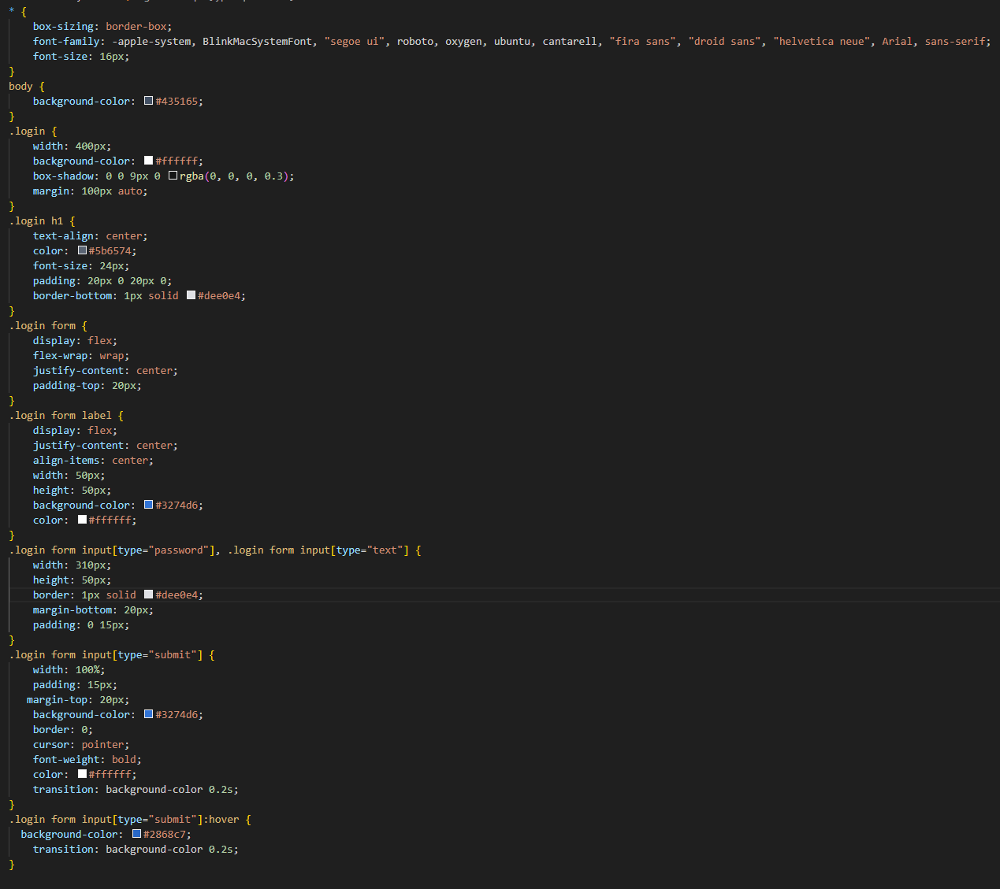 * {
    box-sizing: border-box;
    font-family: -apple-system, BlinkMacSystemFont, "segoe ui", roboto, oxygen, ubuntu, cantarell, "fira sans", "droid sans", "helvetica neue", Arial, sans-serif;
    font-size: 16px;
}
body {
    background-color: #435165;
}
.login {
    width: 400px;
    background-color: #ffffff;
    box-shadow: 0 0 9px 0 rgba(0, 0, 0, 0.3);
    margin: 100px auto;
}
.login h1 {
    text-align: center;
    color: #5b6574;
    font-size: 24px;
    padding: 20px 0 20px 0;
    border-bottom: 1px solid #dee0e4;
}
.login form {
    display: flex;
    flex-wrap: wrap;
    justify-content: center;
    padding-top: 20px;
}
.login form label {
    display: flex;
    justify-content: center;
    align-items: center;
    width: 50px;
    height: 50px;
    background-color: #3274d6;
    color: #ffffff;
}
.login form input[type="password"], .login form input[type="text"] {
    width: 310px;
    height: 50px;
    border: 1px solid #dee0e4;
    margin-bottom: 20px;
    padding: 0 15px;
}
.login form input[type="submit"] {
    width: 100%;
    padding: 15px;
   margin-top: 20px;
    background-color: #3274d6;
    border: 0;
    cursor: pointer;
    font-weight: bold;
    color: #ffffff;
    transition: background-color 0.2s;
}
.login form input[type="submit"]:hover {
  background-color: #2868c7;
    transition: background-color 0.2s;
}